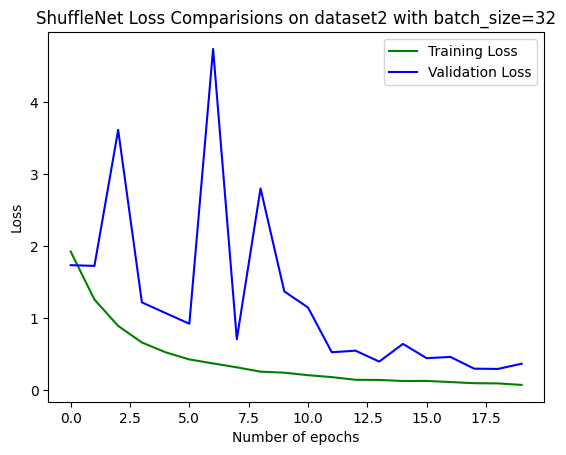 ShuffleNet Loss Comparisions on dataset2 with batch_size=32
Training Loss
Validation Loss
Loss
4
3
2
1
0
0.0 2.5 5.0 7.5 10.0 12.5 15.0 17.5
Number of epochs